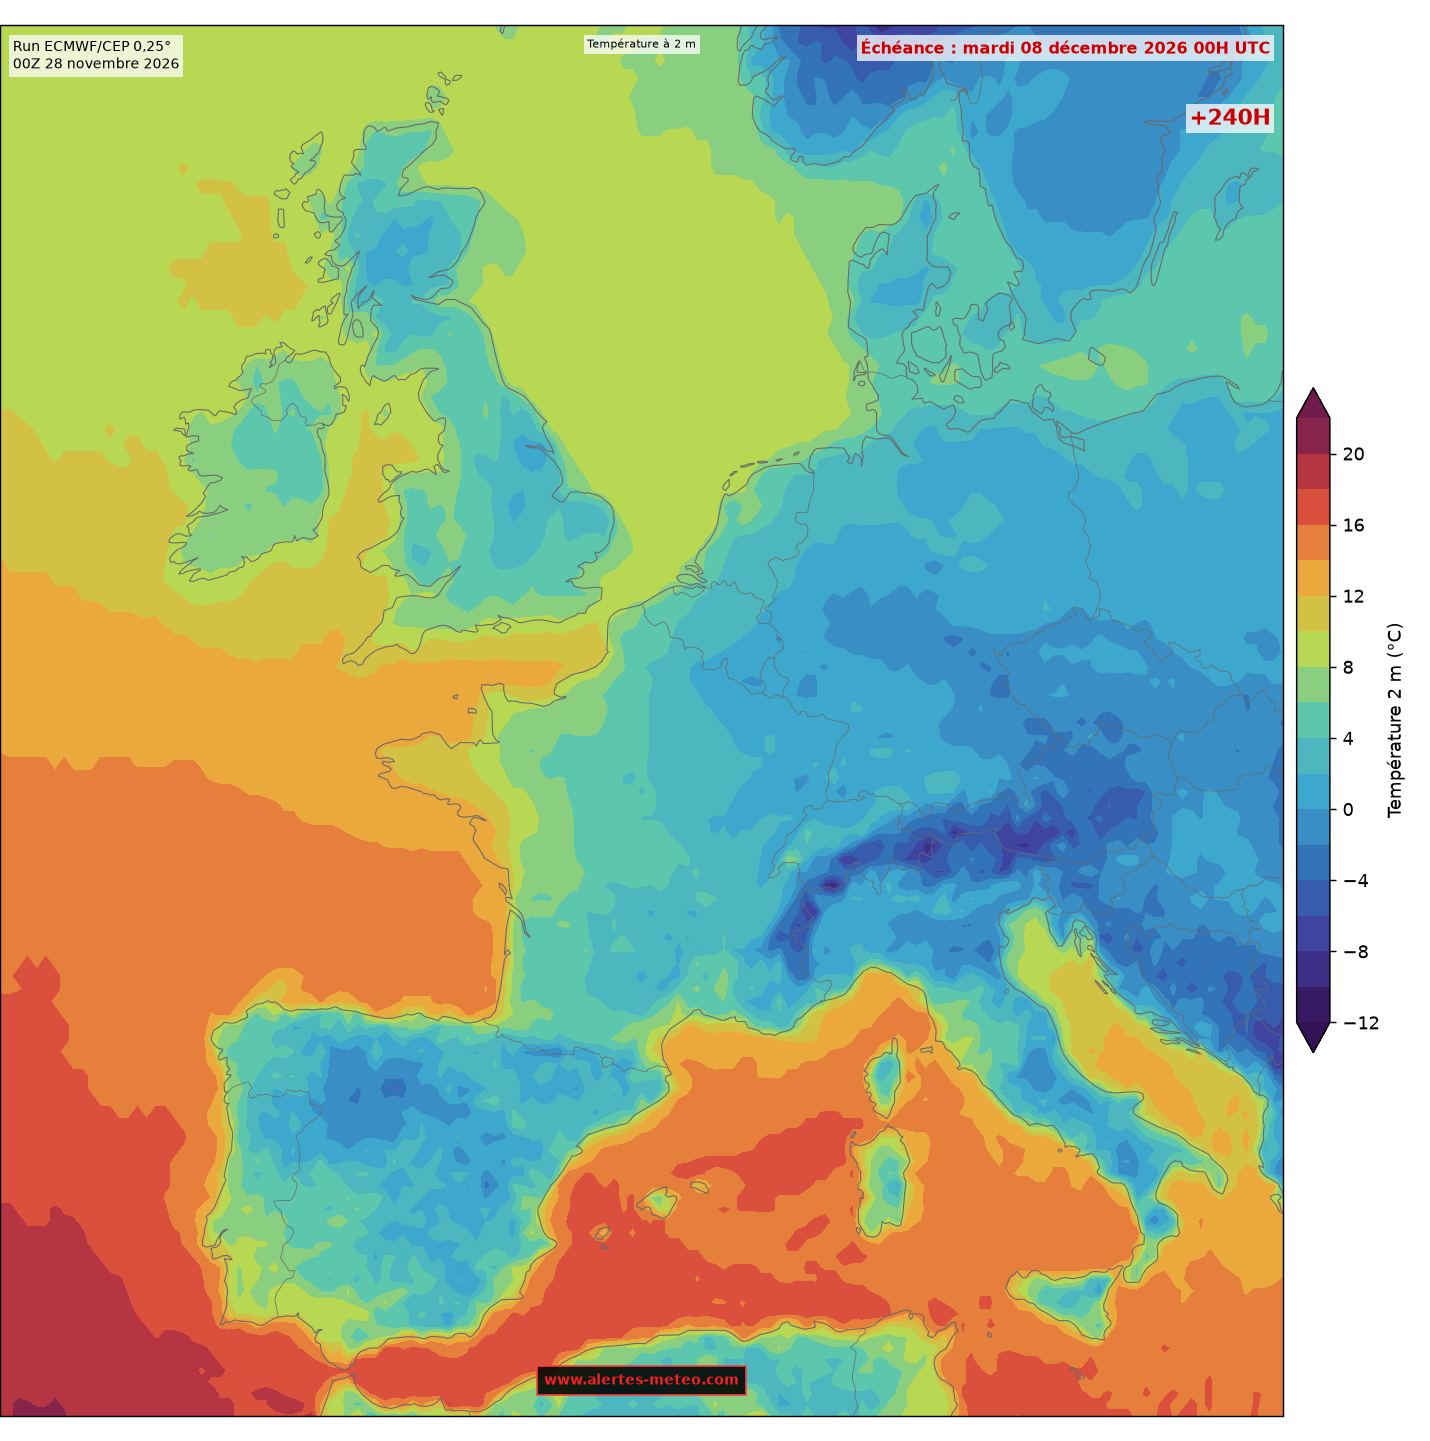 Run ECMWF/CEP 0,25°
00Z 28 novembre 2026
Température à 2 m
Échéance : mardi 08 décembre 2026 00H UTC
+240H
20
16
12
8
4
0
−4
−8
−12
Température 2 m (°C)
www.alertes-meteo.com